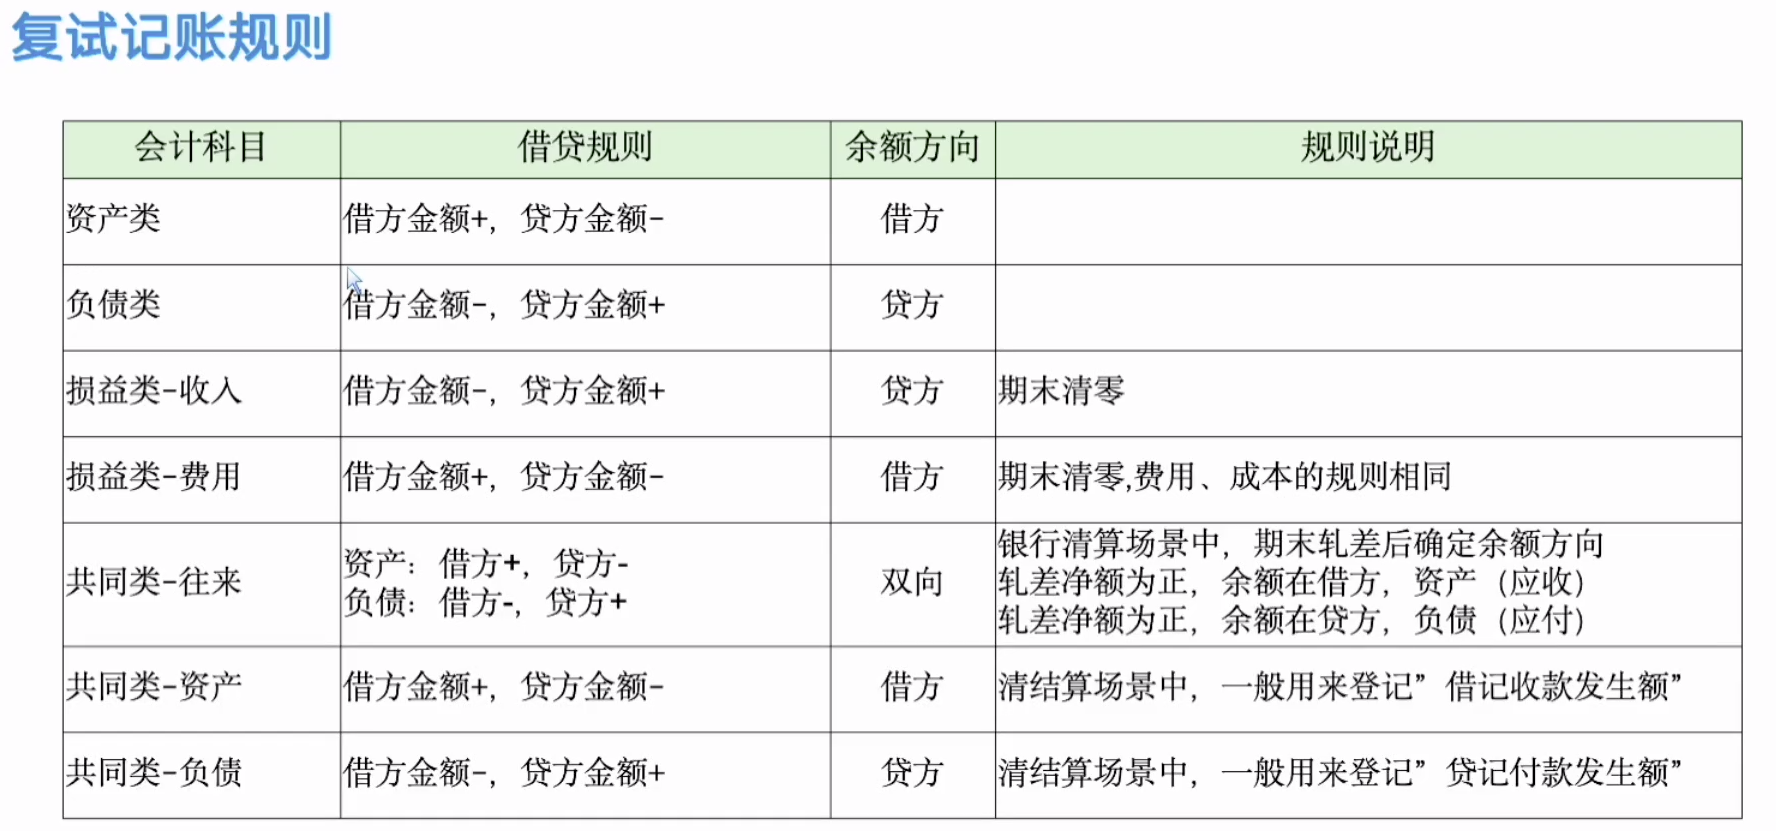 复试记账规则
会计科目 借贷规则 余额方向 规则说明
资产类 借方金额+，贷方金额- 借方
负债类 借方金额-，贷方金额+ 贷方
损益类-收入 借方金额-，贷方金额+ 贷方 期末清零
损益类-费用 借方金额+，贷方金额- 借方 期末清零,费用、成本的规则相同
共同类-往来
资产：借方+，贷方-
负债：借方-，贷方+
双向
银行清算场景中，期末轧差后确定余额方向
轧差净额为正，余额在借方，资产（应收）
轧差净额为正，余额在贷方，负债（应付）
共同类-资产 借方金额+，贷方金额- 借方 清结算场景中，一般用来登记”借记收款发生额”
共同类-负债 借方金额-，贷方金额+ 贷方 清结算场景中，一般用来登记”贷记付款发生额”